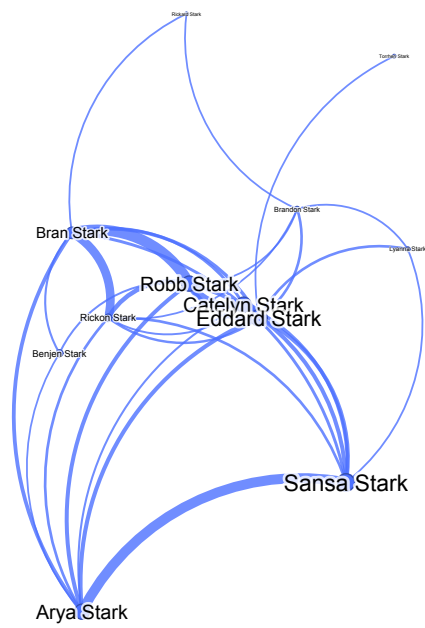 Rickard Stark
Torrhen Stark
Brandon Stark
Bran Stark
Lyanna Stark
Robb Stark
Catelyn Stark
Rickon Stark
Eddard Stark
Benjen Stark
Sansa Stark
Arya Stark